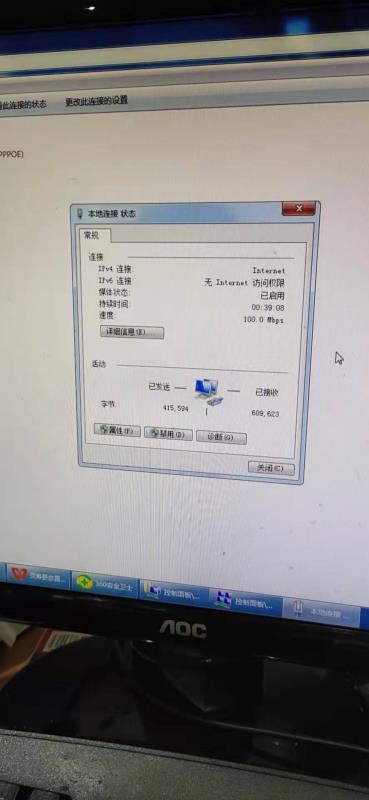 此连接的状态 更改此连接的设置
PPPOE)
本地连接 状态
常规
连接
IPv4 连接 Internet
IPv6 连接 无 Internet 访问权限
媒体状态: 已启用
持续时间: 00:39:08
速度: 100.0 Mbps
详细信息(E)...
活动
已发送 已接收
字节: 415,594 609,623
属性(P) 禁用(D) 诊断(G)
关闭(C)
360安全卫士 控制面板\... 控制面板\... 本地连接 ...
AOC